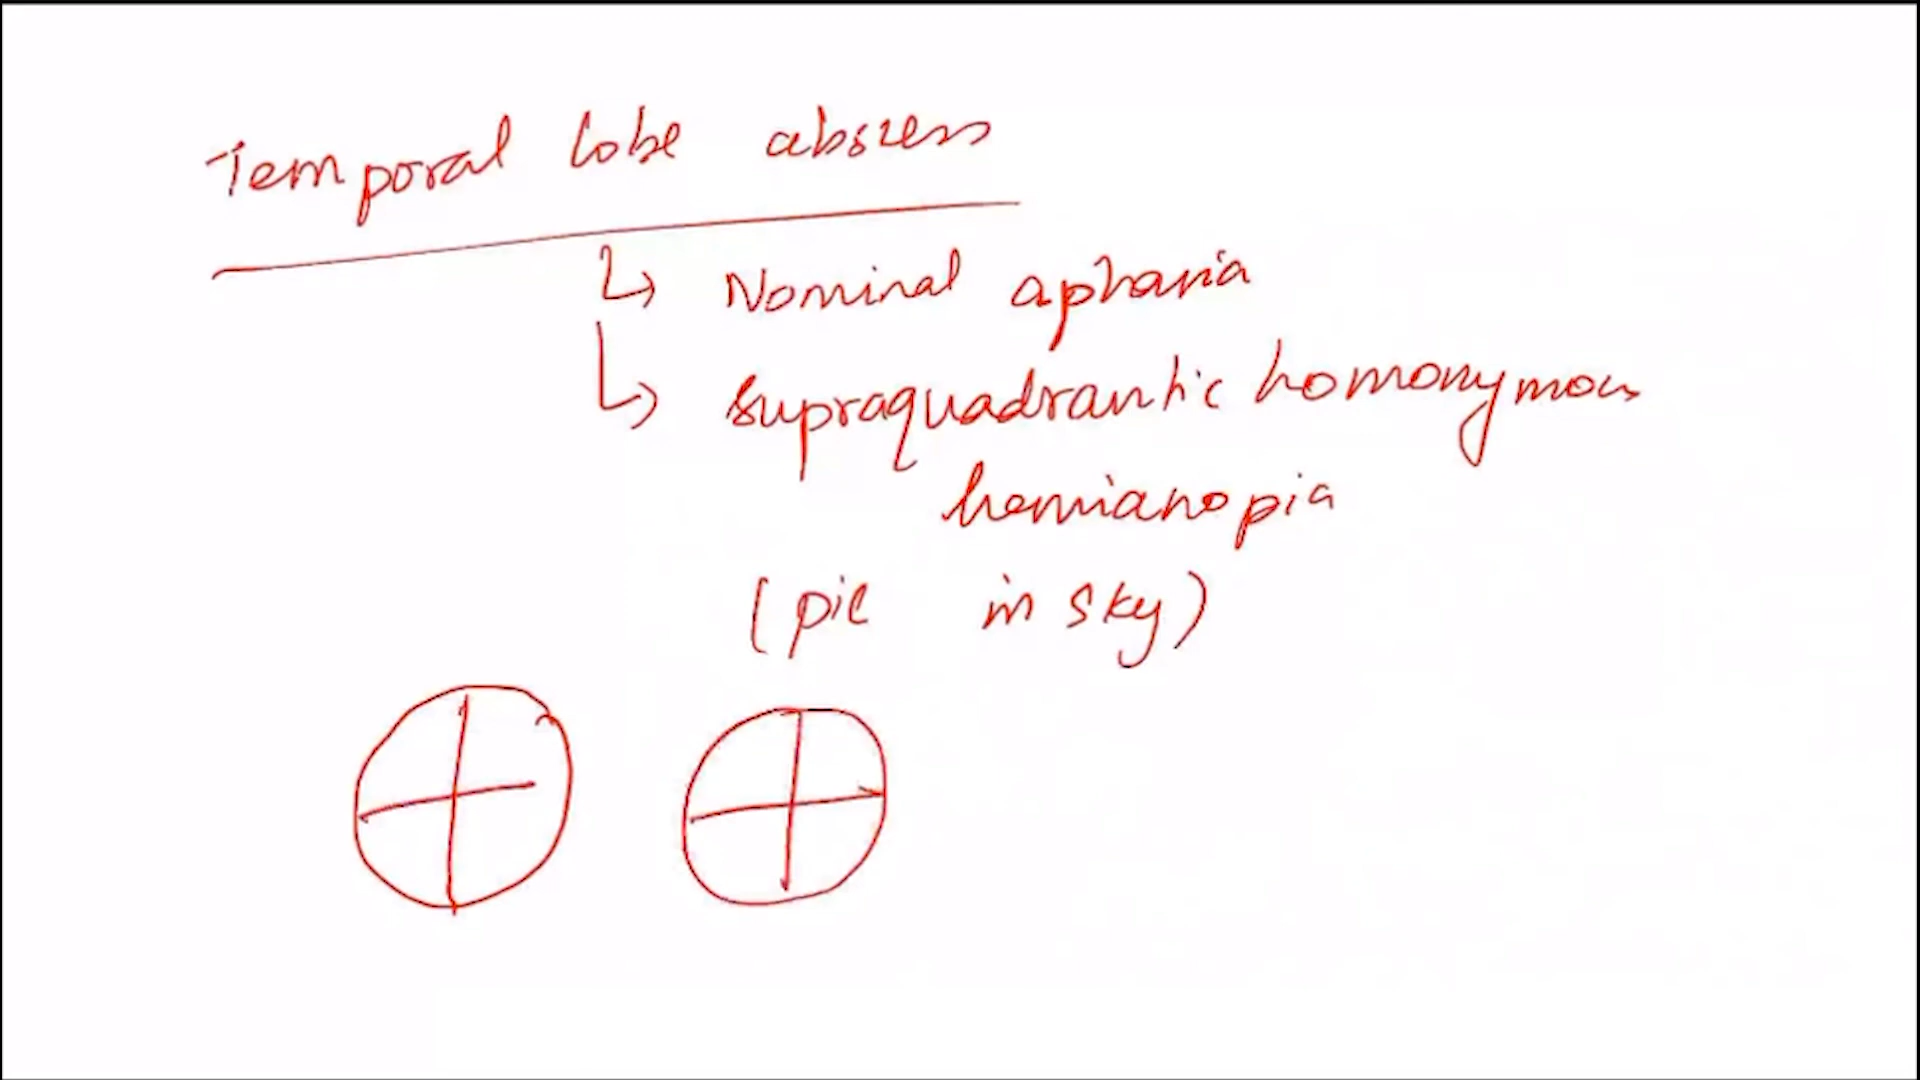 Temporal lobe abscess
↳ Nominal aphasia
↳ supraquadrantic homonymous
hemianopia
(pie in sky)